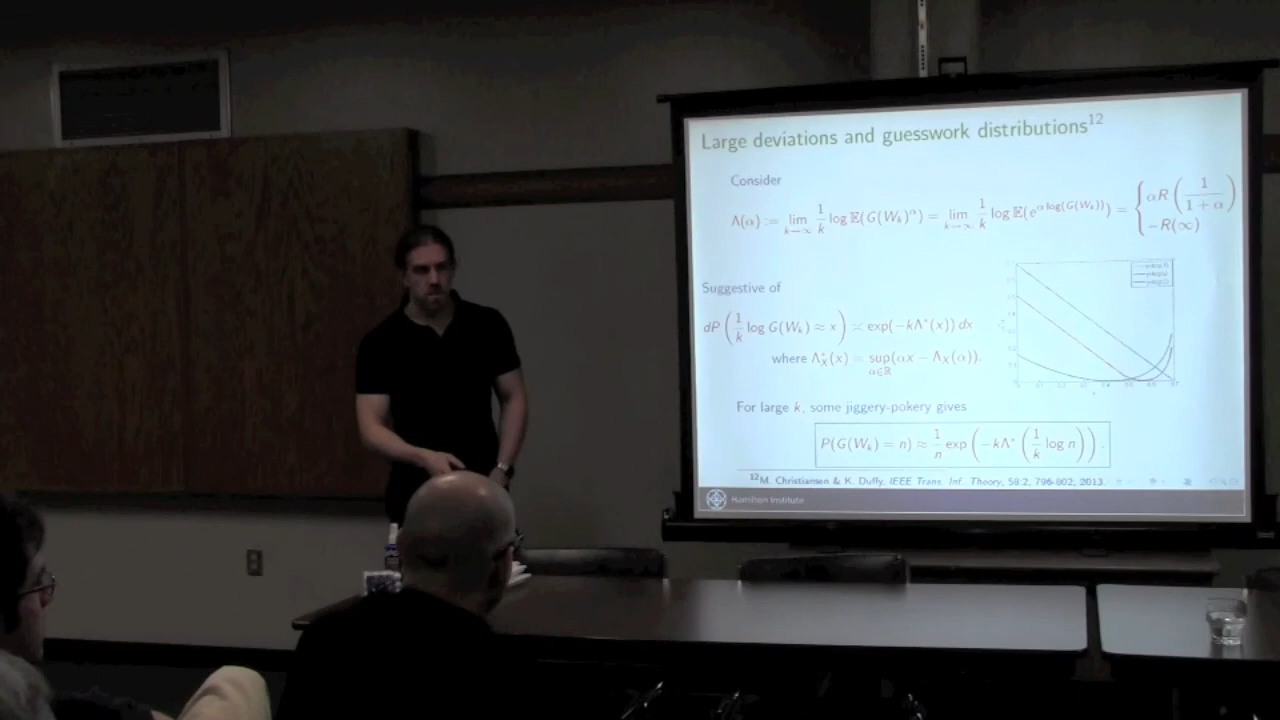 Large deviations and guesswork distributions¹²
Consider
Λ(α) := lim_{k→∞} 1/k log 𝔼(G(W_k)^α) = lim_{k→∞} 1/k log 𝔼(e^{α log(G(W_k))}) = { αR(1/(1+α))
−R(∞)
Suggestive of
dP(1/k log G(W_k) ≈ x) ≍ exp(−kΛ*(x)) dx
where Λ*_X(x) = sup_{α∈ℝ}(αx − Λ_X(α)).
For large k, some jiggery-pokery gives
P(G(W_k) = n) ≈ 1/n exp(−kΛ*(1/k log n)).
¹²M. Christiansen & K. Duffy, IEEE Trans. Inf. Theory, 58:2, 796-802, 2013.
Hamilton Institute